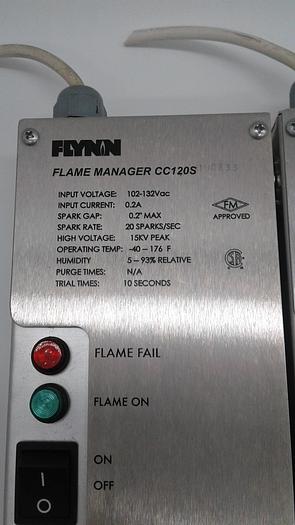 FLYNN
FLAME MANAGER CC120S
INPUT VOLTAGE: 102-132Vac
INPUT CURRENT: 0.2A
SPARK GAP: 0.2" MAX
SPARK RATE: 20 SPARKS/SEC
HIGH VOLTAGE: 15KV PEAK
OPERATING TEMP: -40 - 176 F
HUMIDITY 5 - 93% RELATIVE
PURGE TIMES: N/A
TRIAL TIMES: 10 SECONDS
FM
APPROVED
FLAME FAIL
FLAME ON
ON
OFF
I
O